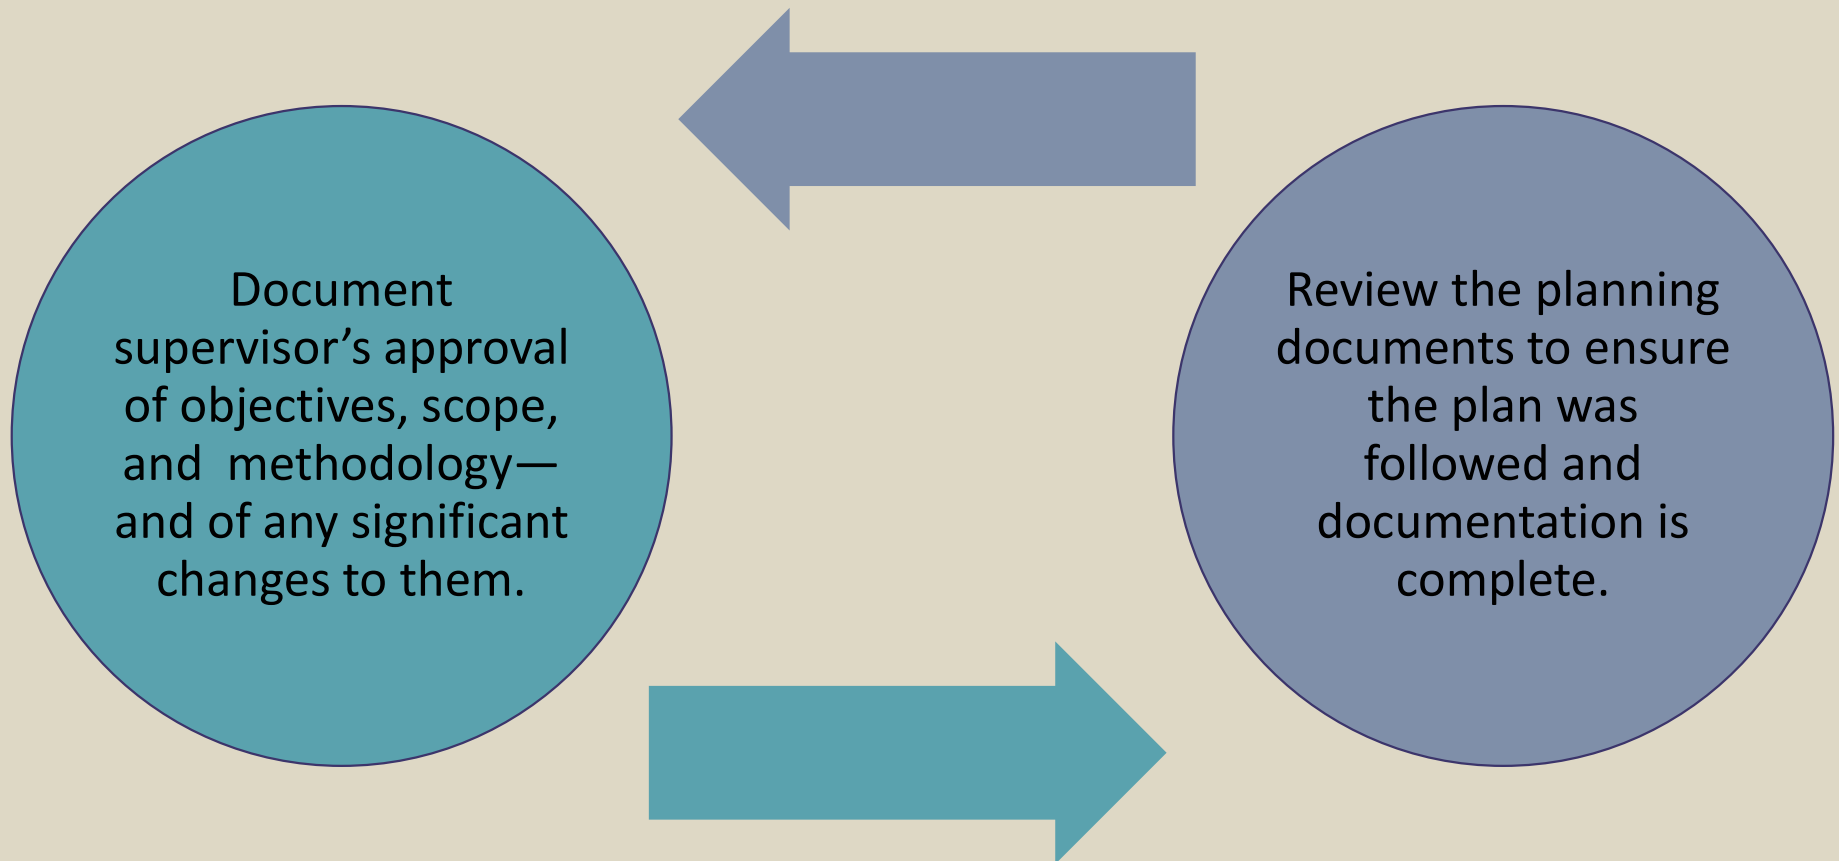 Document
supervisor’s approval
of objectives, scope,
and  methodology—
and of any significant
changes to them.
Review the planning
documents to ensure
the plan was
followed and
documentation is
complete.